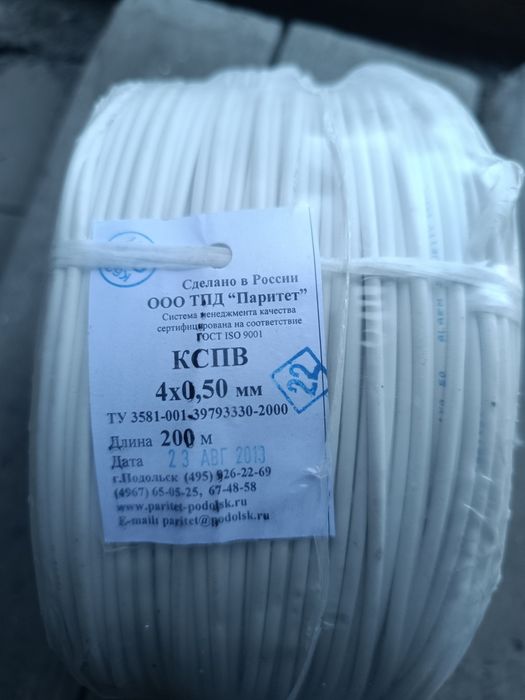 Сделано в России
ООО ТПД "Паритет"
Система менеджмента качества
сертифицирована на соответствие
ГОСТ ISO 9001
КСПВ
4х0,50 мм
22
ТУ 3581-001-39793330-2000
Длина 200 м
Дата 23 АВГ 2013
г.Подольск (495) 926-22-69
(4967) 65-05-25, 67-48-58
www.paritet-podolsk.ru
E-mail: paritet@podolsk.ru